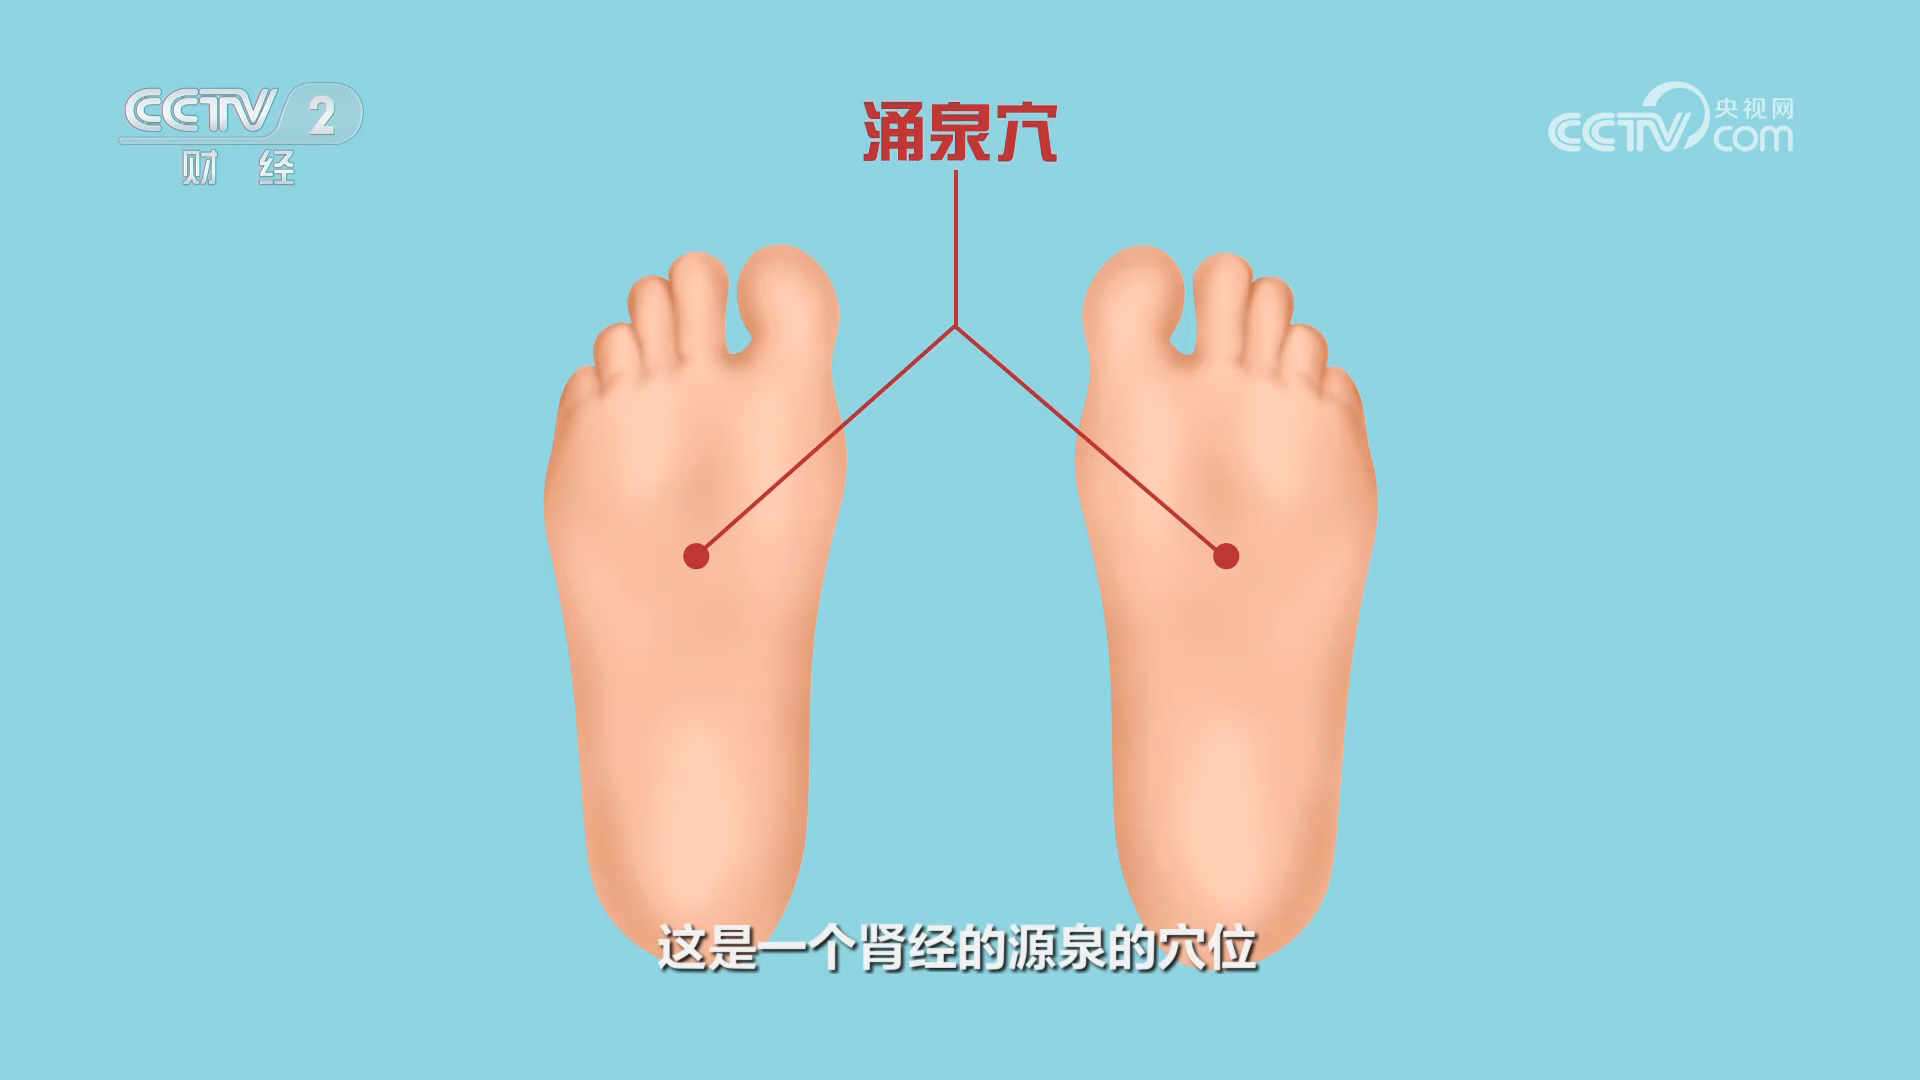 CCTV 2
财 经
央视网
CCTV com
涌泉穴
这是一个肾经的源泉的穴位